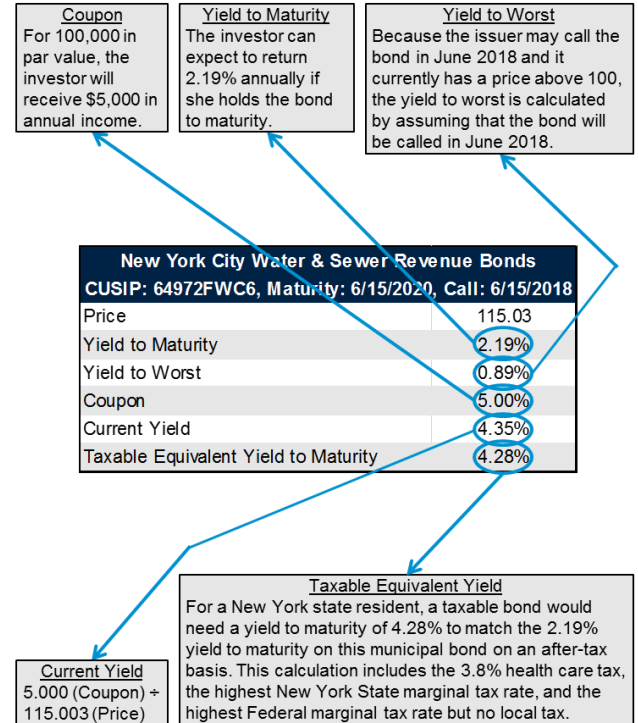 Coupon
For 100,000 in
par value, the
investor will
receive $5,000 in
annual income.
Yield to Maturity
The investor can
expect to return
2.19% annually if
she holds the bond
to maturity.
Yield to Worst
Because the issuer may call the
bond in June 2018 and it
currently has a price above 100,
the yield to worst is calculated
by assuming that the bond will
be called in June 2018.
New York City Water & Sewer Revenue Bonds
CUSIP: 64972FWC6, Maturity: 6/15/2020, Call: 6/15/2018
Price 115.03
Yield to Maturity 2.19%
Yield to Worst 0.89%
Coupon 5.00%
Current Yield 4.35%
Taxable Equivalent Yield to Maturity 4.28%
Current Yield
5.000 (Coupon) ÷
115.003 (Price)
Taxable Equivalent Yield
For a New York state resident, a taxable bond would
need a yield to maturity of 4.28% to match the 2.19%
yield to maturity on this municipal bond on an after-tax
basis. This calculation includes the 3.8% health care tax,
the highest New York State marginal tax rate, and the
highest Federal marginal tax rate but no local tax.